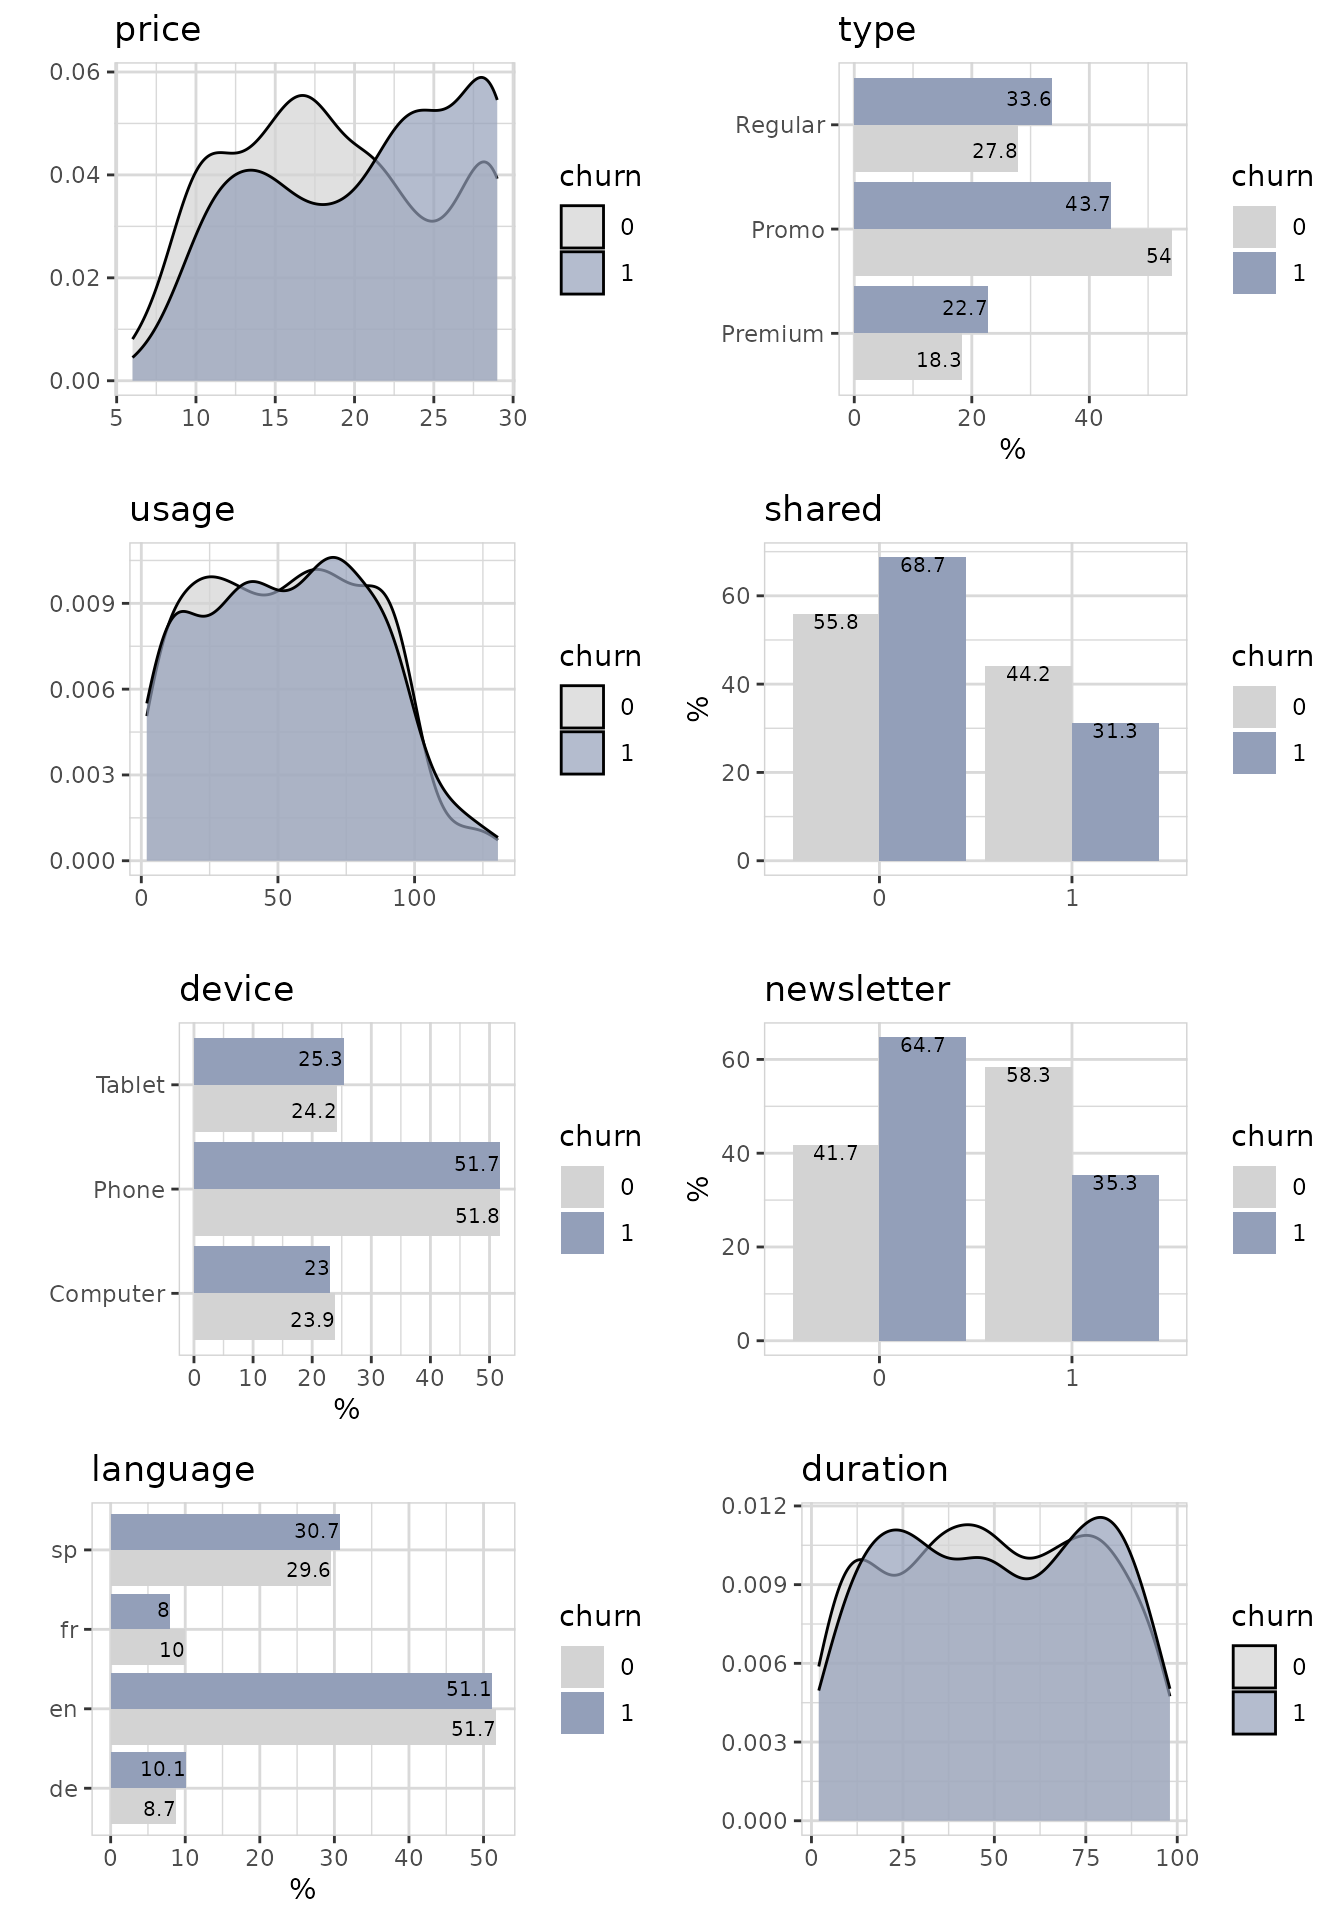 price
0.06
0.04
0.02
0.00
5 10 15 20 25 30
churn
0
1
type
Regular
Promo
Premium
33.6
27.8
43.7
54
22.7
18.3
0 20 40
%
churn
0
1
usage
0.009
0.006
0.003
0.000
0 50 100
churn
0
1
shared
%
60
40
20
0
55.8
68.7
44.2
31.3
0 1
churn
0
1
device
Tablet
Phone
Computer
25.3
24.2
51.7
51.8
23
23.9
0 10 20 30 40 50
%
churn
0
1
newsletter
%
60
40
20
0
41.7
64.7
58.3
35.3
0 1
churn
0
1
language
sp
fr
en
de
30.7
29.6
8
10
51.1
51.7
10.1
8.7
0 10 20 30 40 50
%
churn
0
1
duration
0.012
0.009
0.006
0.003
0.000
0 25 50 75 100
churn
0
1